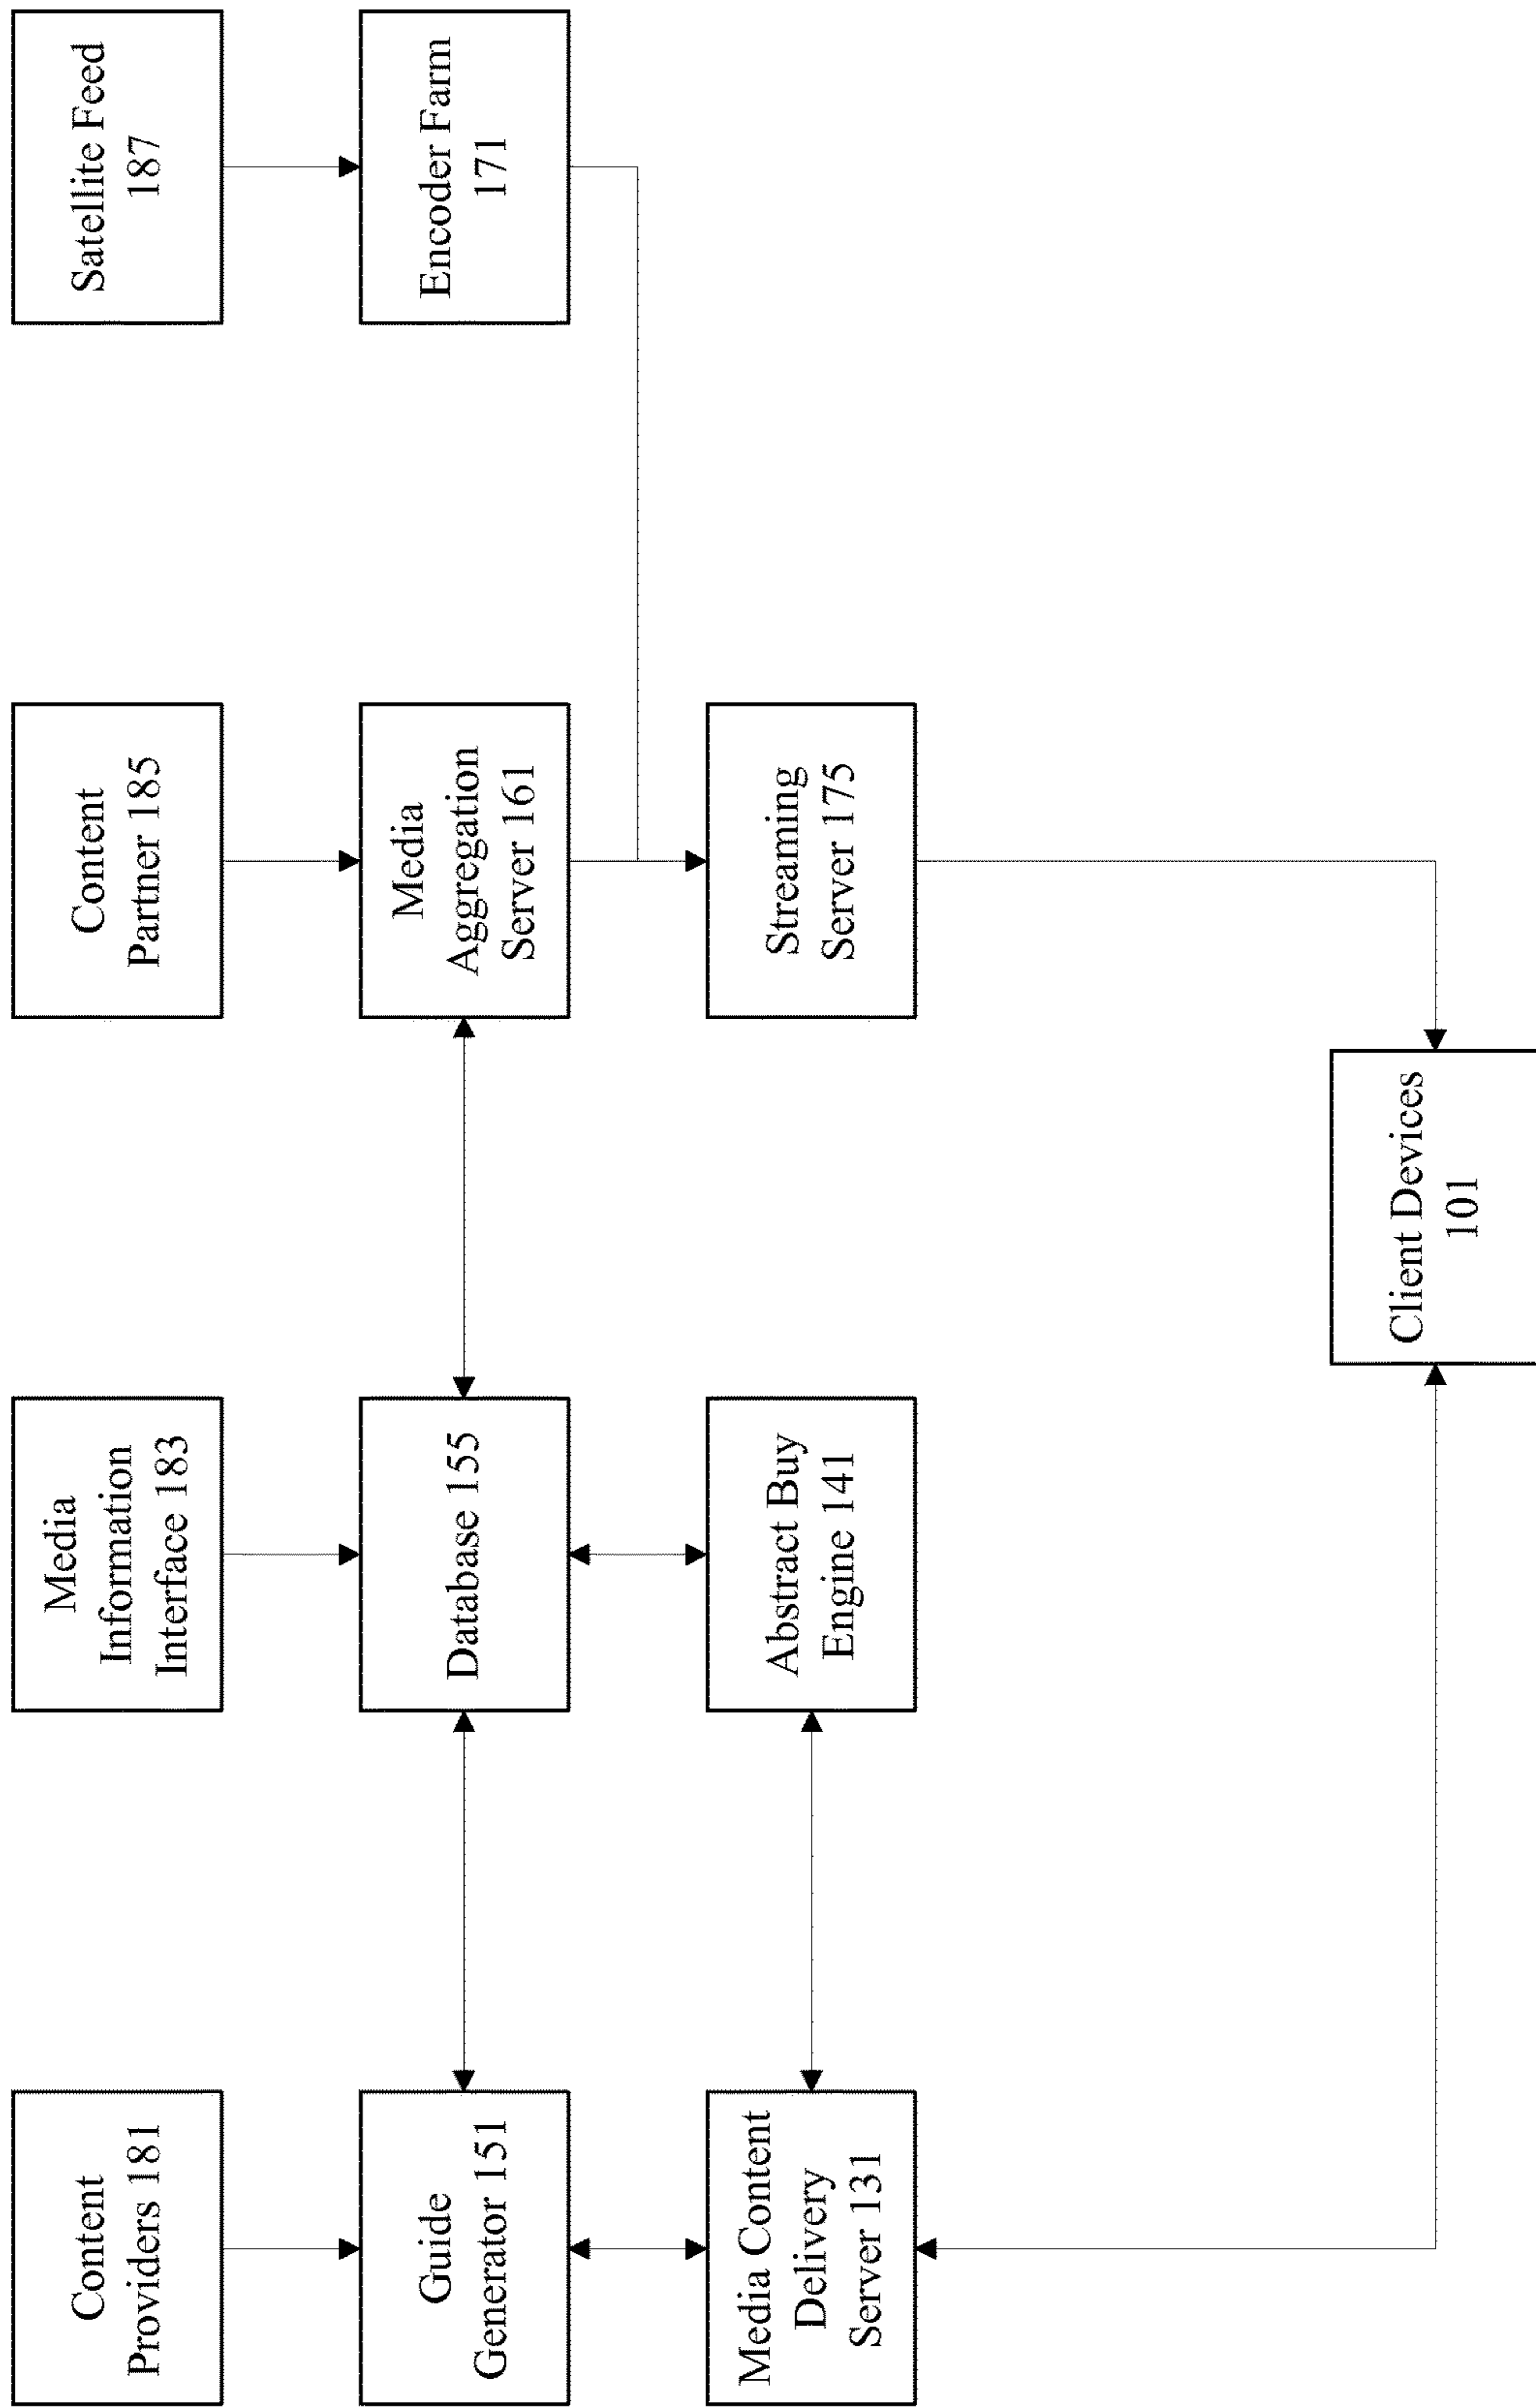 Content
Providers 181
Media
Information
Interface 183
Content
Partner 185
Satellite Feed
187
Guide
Generator 151
Database 155
Media
Aggregation
Server 161
Encoder Farm
171
Media Content
Delivery
Server 131
Abstract Buy
Engine 141
Streaming
Server 175
Client Devices
101